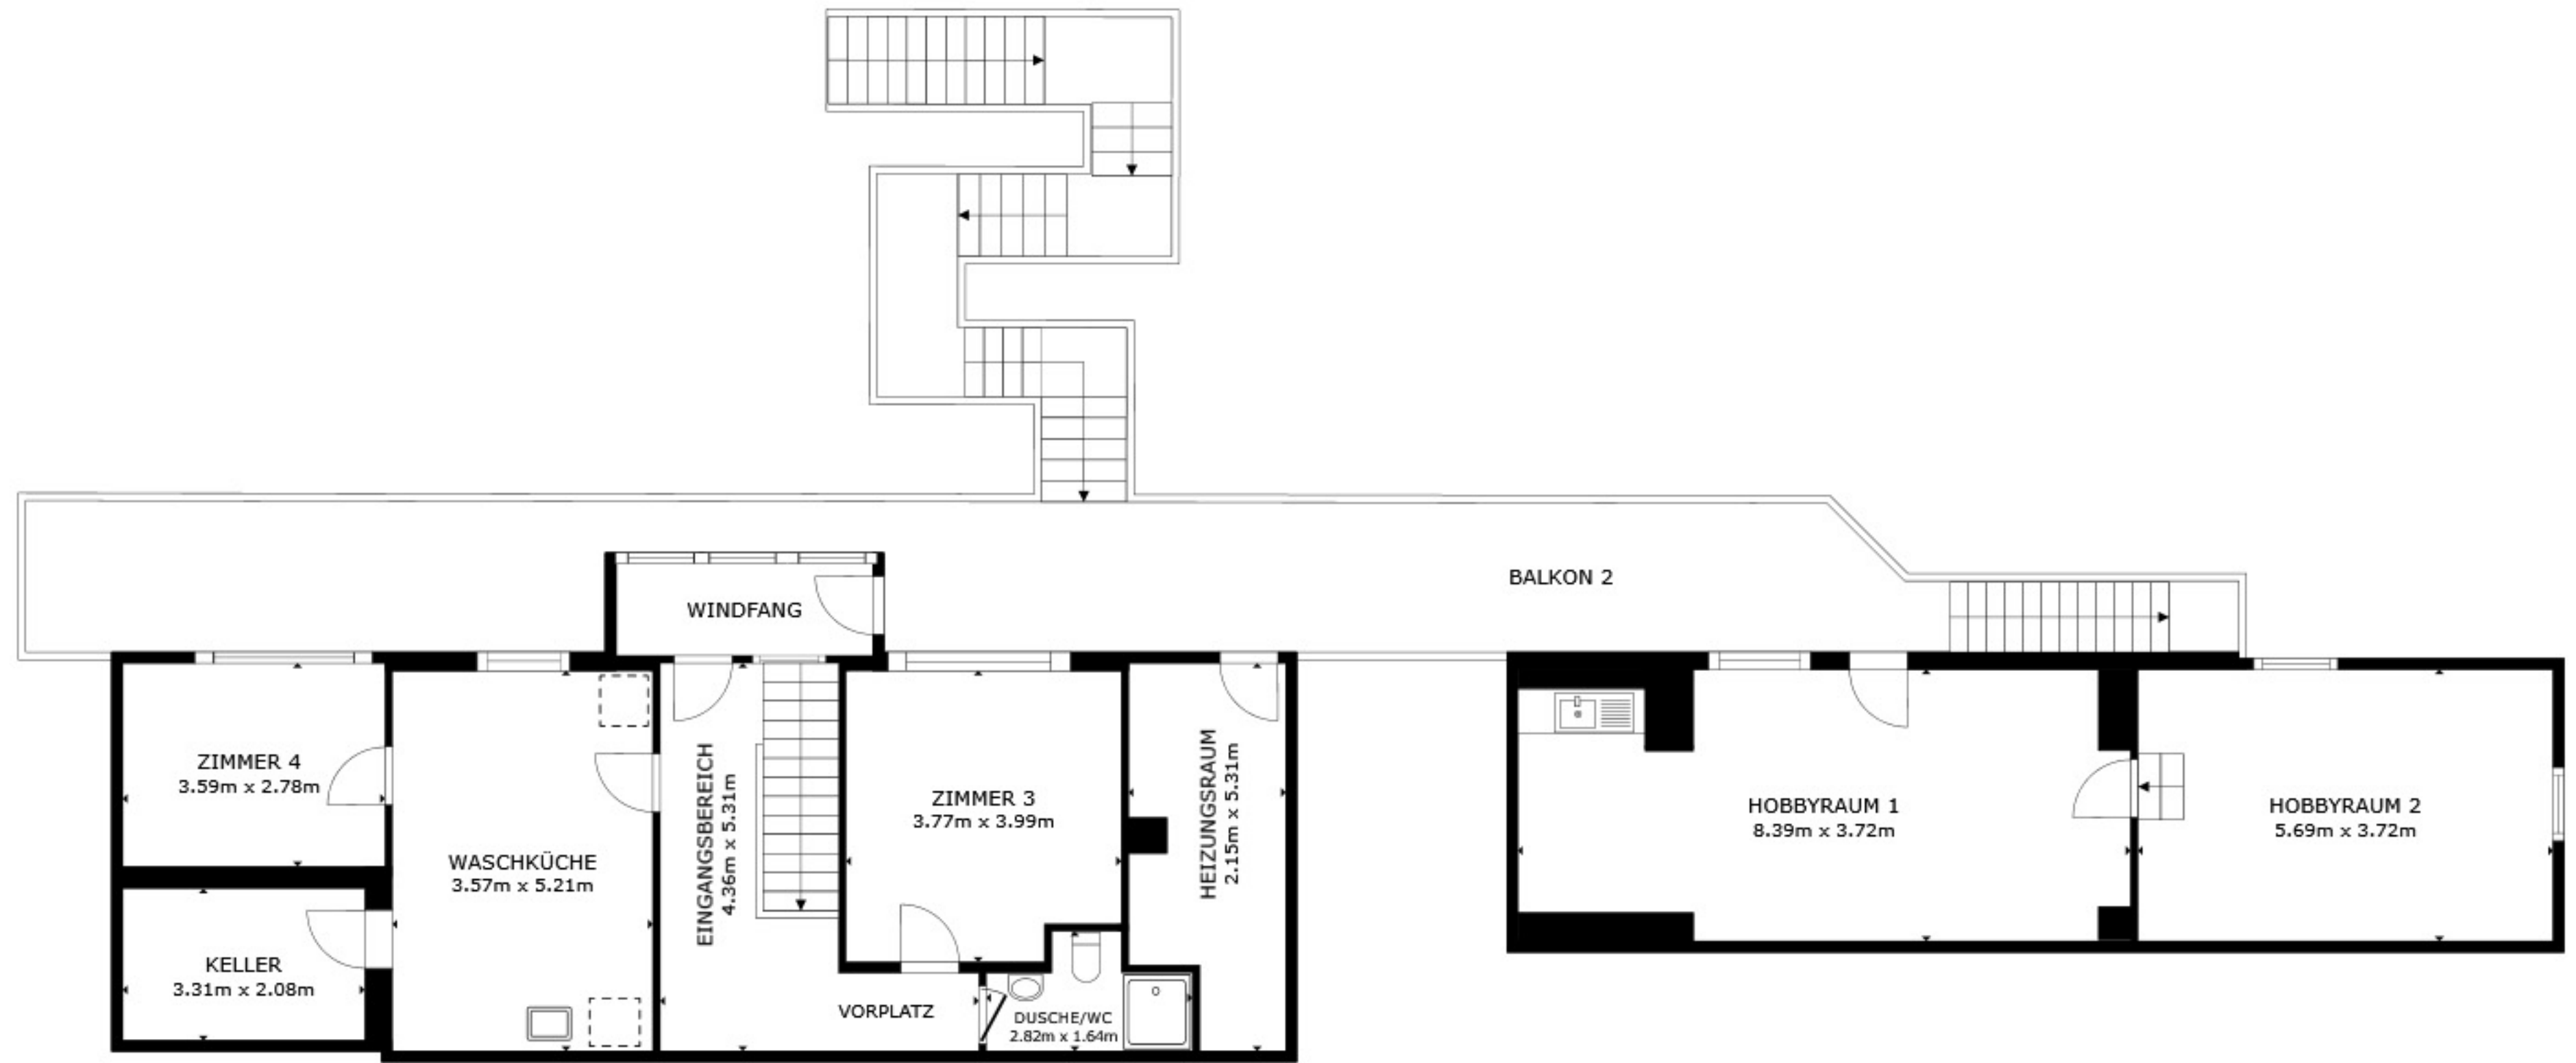 BALKON 2
WINDFANG
ZIMMER 4
3.59m x 2.78m
WASCHKÜCHE
3.57m x 5.21m
KELLER
3.31m x 2.08m
EINGANGSBEREICH
4.36m x 5.31m
ZIMMER 3
3.77m x 3.99m
HEIZUNGSRAUM
2.15m x 5.31m
VORPLATZ
DUSCHE/WC
2.82m x 1.64m
HOBBYRAUM 1
8.39m x 3.72m
HOBBYRAUM 2
5.69m x 3.72m